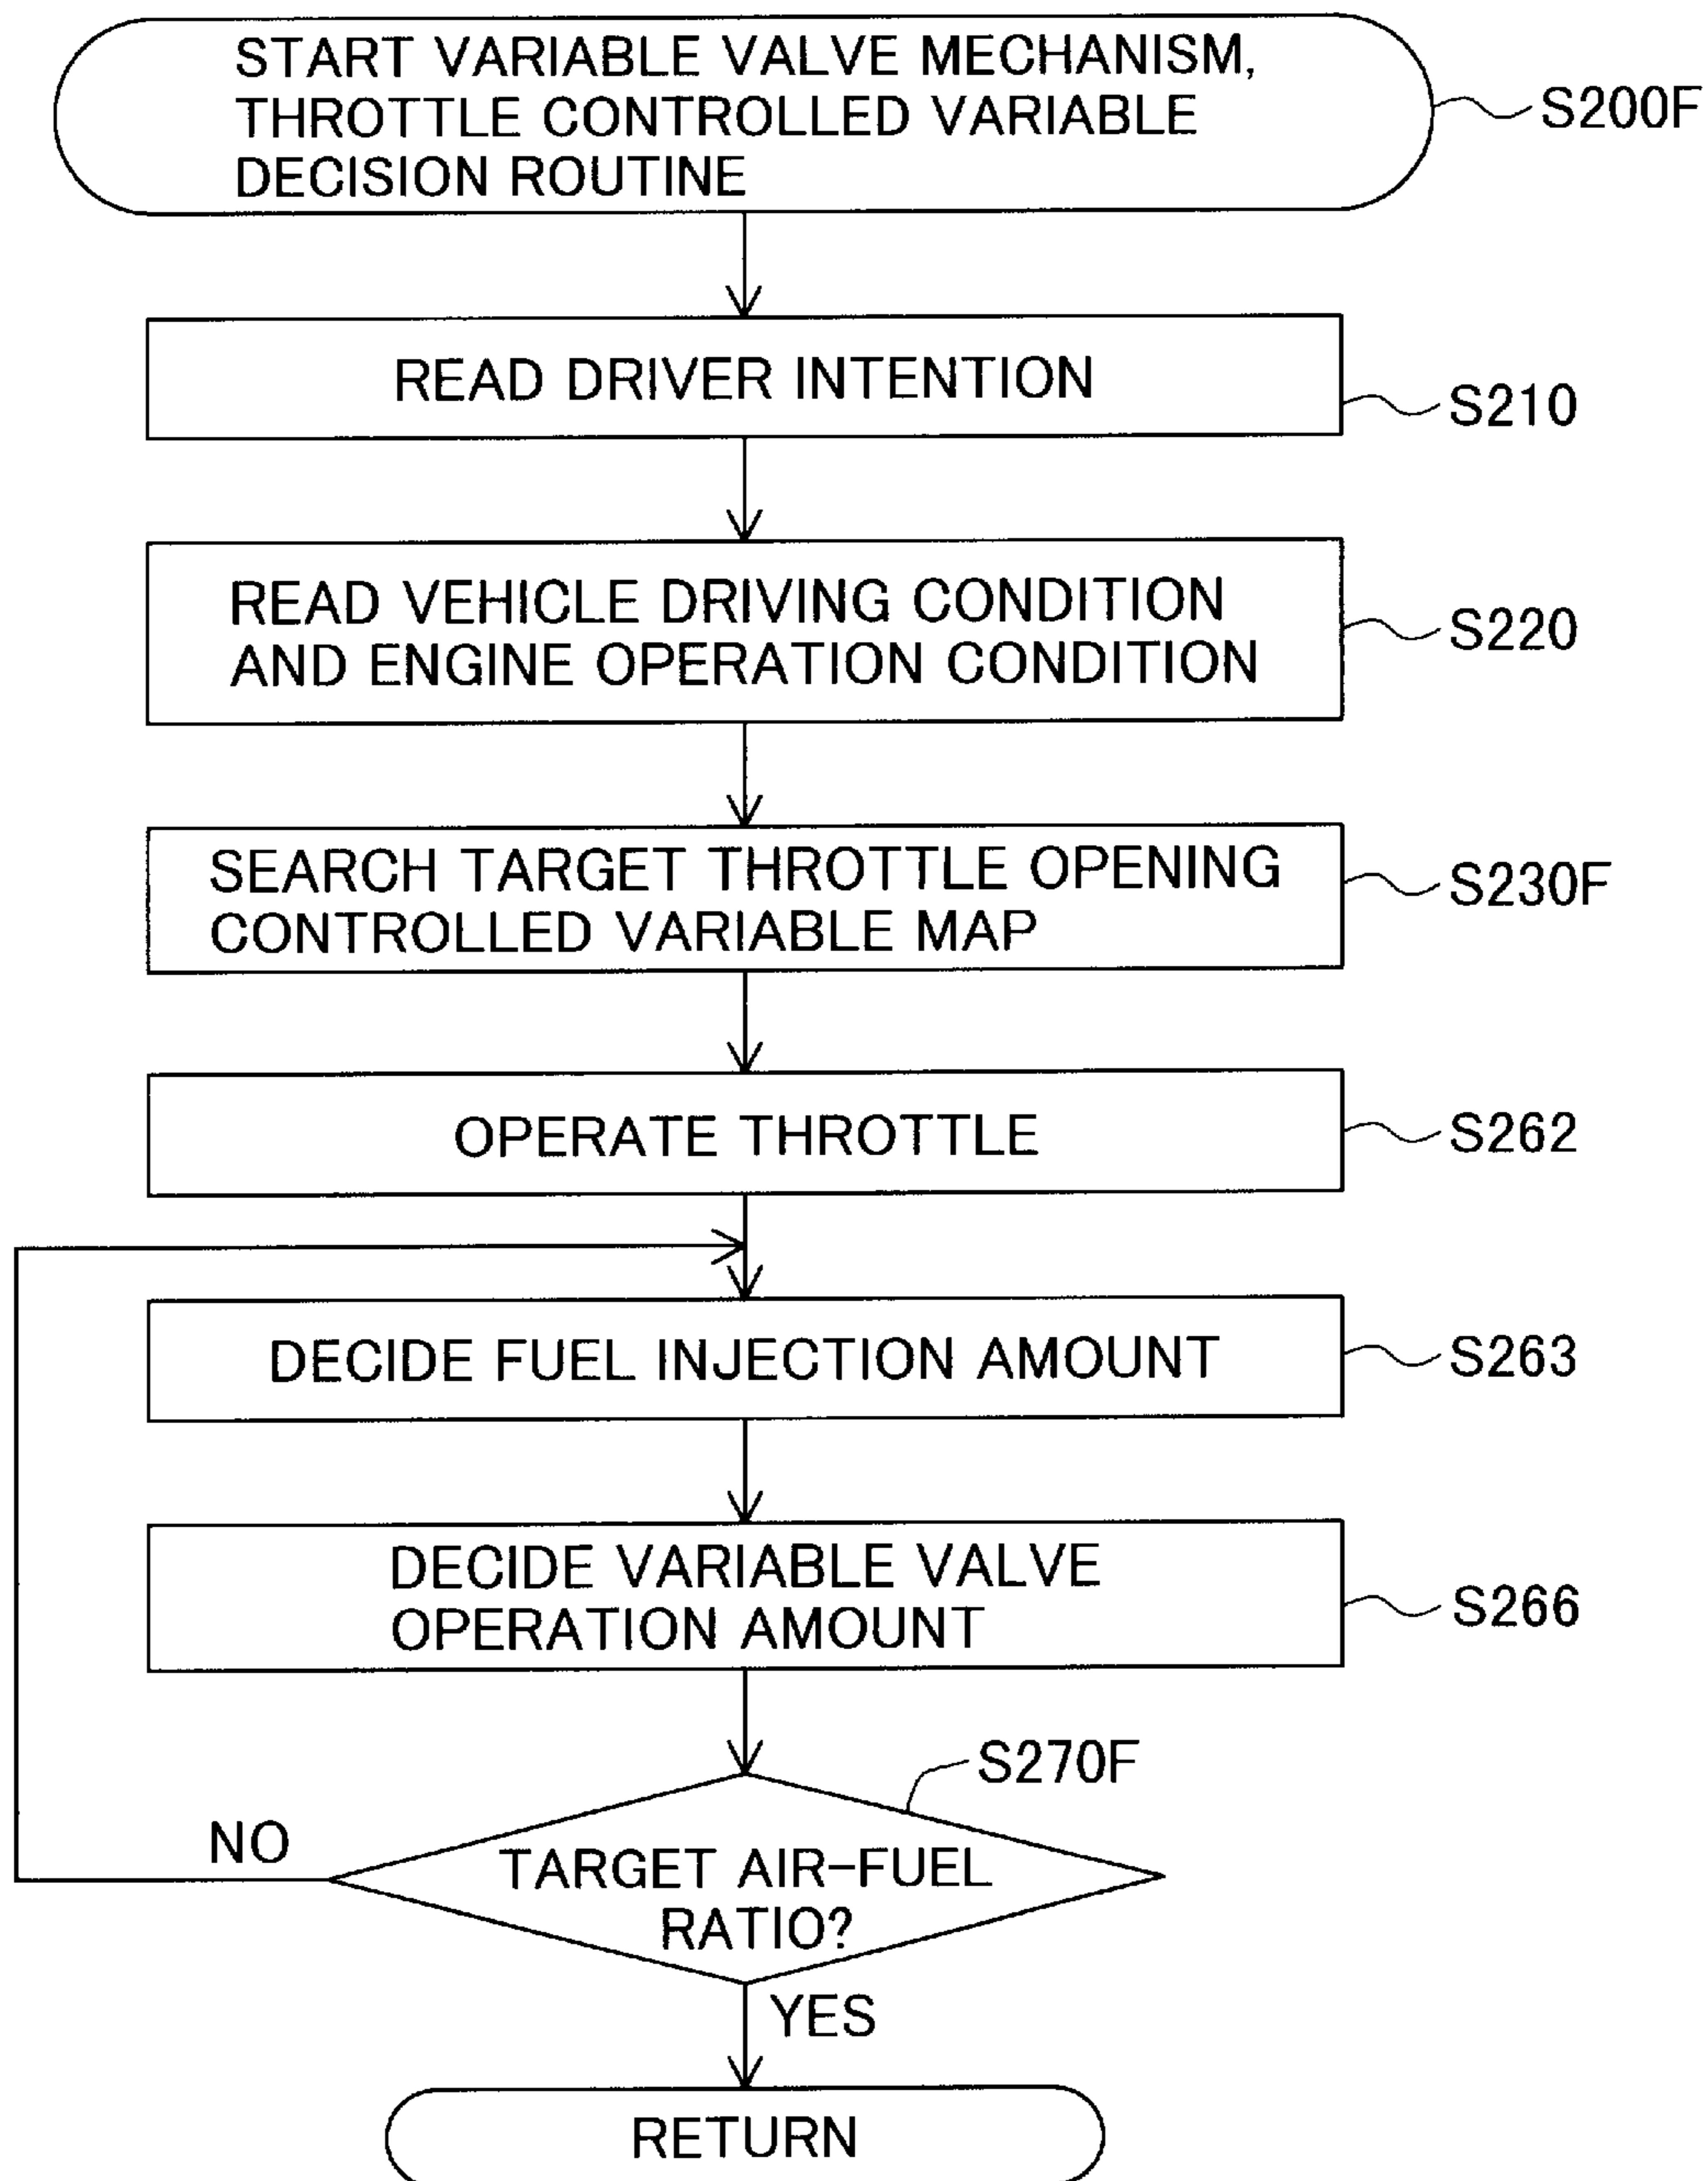 START VARIABLE VALVE MECHANISM,
THROTTLE CONTROLLED VARIABLE
DECISION ROUTINE
S200F
READ DRIVER INTENTION
S210
READ VEHICLE DRIVING CONDITION
AND ENGINE OPERATION CONDITION
S220
SEARCH TARGET THROTTLE OPENING
CONTROLLED VARIABLE MAP
S230F
OPERATE THROTTLE
S262
DECIDE FUEL INJECTION AMOUNT
S263
DECIDE VARIABLE VALVE
OPERATION AMOUNT
S266
S270F
NO
TARGET AIR-FUEL
RATIO?
YES
RETURN